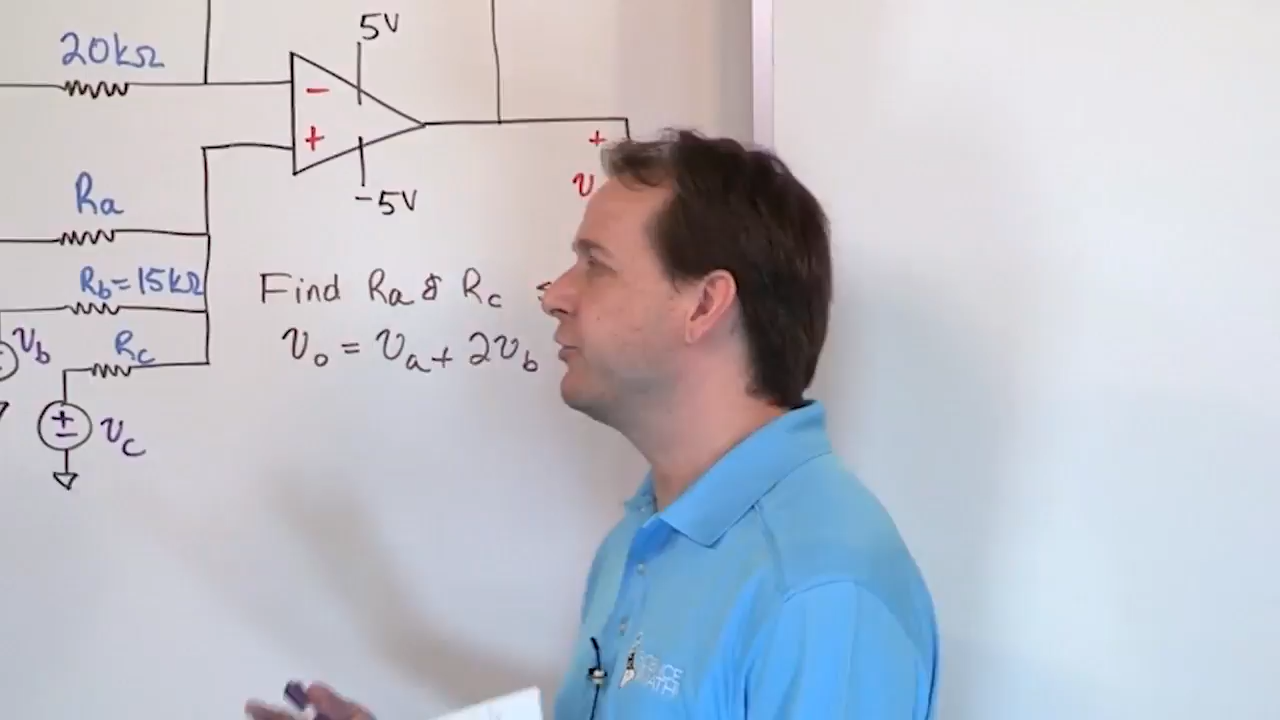 5V
20kΩ
−
+
+
-5V
v
Ra
Rb=15kΩ
Find Ra & Rc
vb
Rc
vo = va + 2vb
+
−
vc